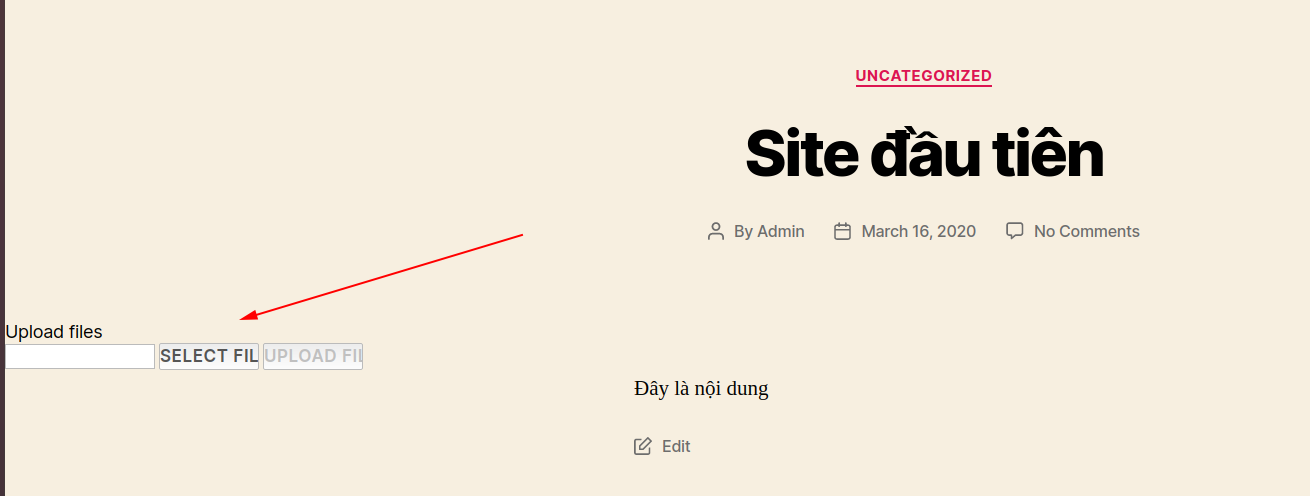 UNCATEGORIZED
Site đầu tiên
By Admin March 16, 2020 No Comments
Upload files
SELECT FIL UPLOAD FIL
Đây là nội dung
Edit